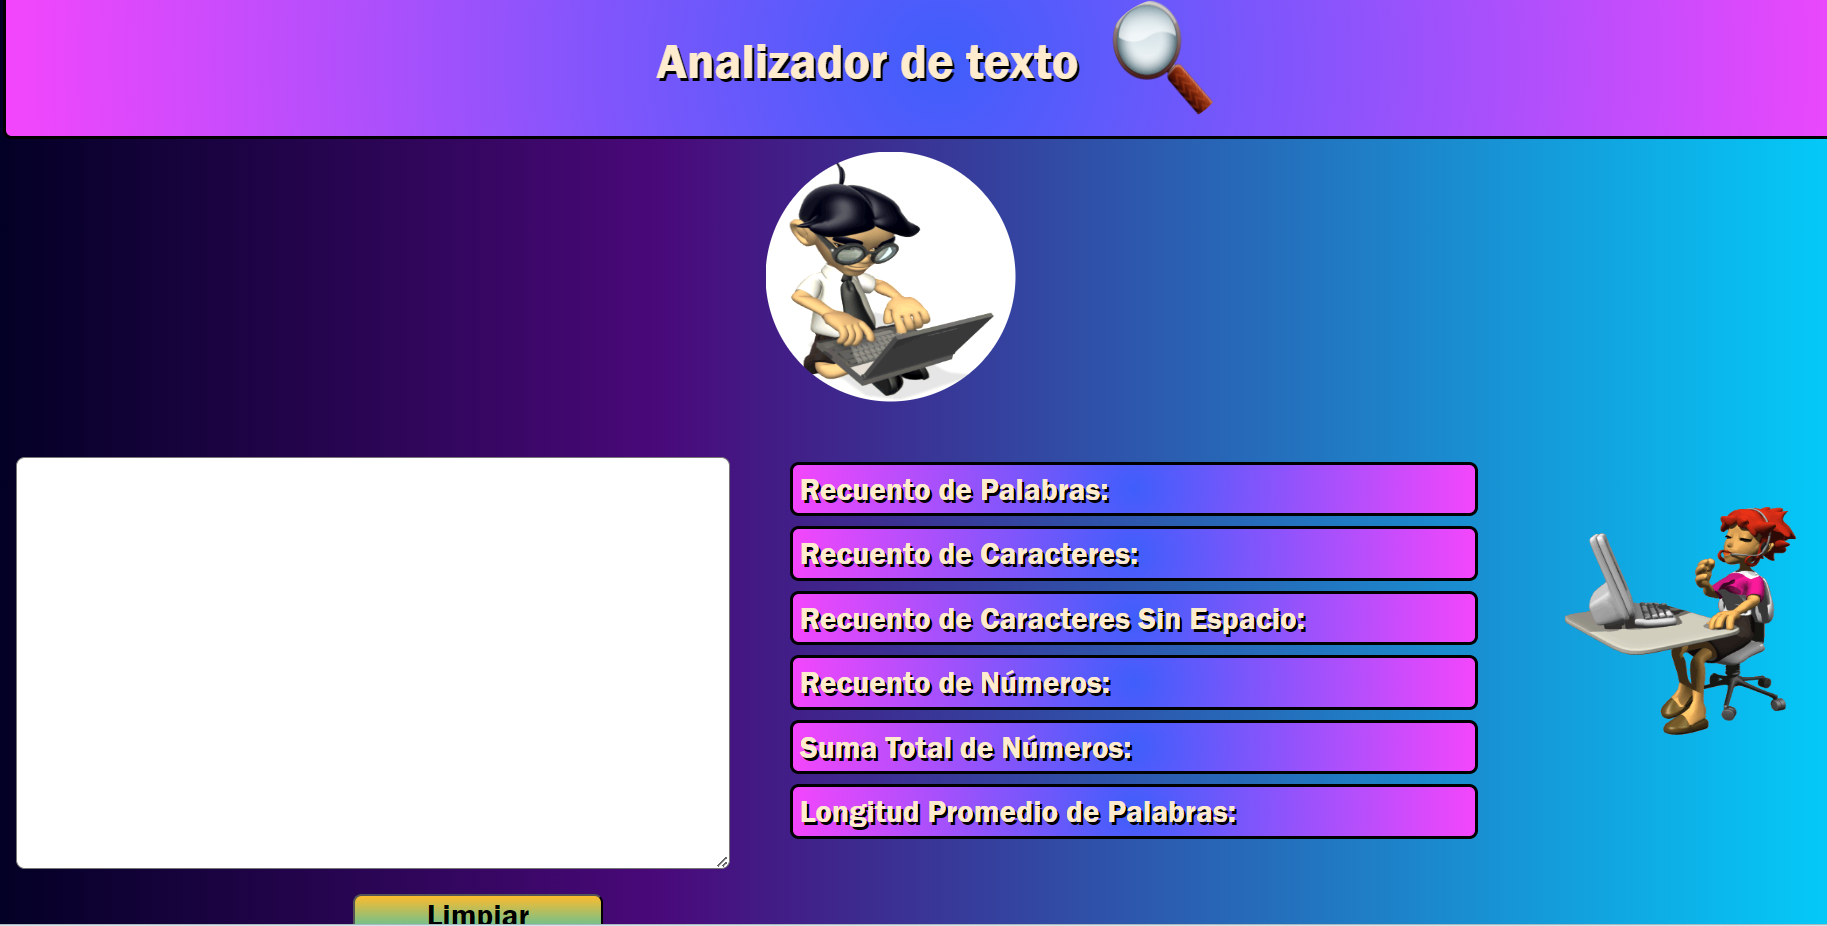 Analizador de texto
Recuento de Palabras:
Recuento de Caracteres:
Recuento de Caracteres Sin Espacio:
Recuento de Números:
Suma Total de Números:
Longitud Promedio de Palabras:
Limpiar